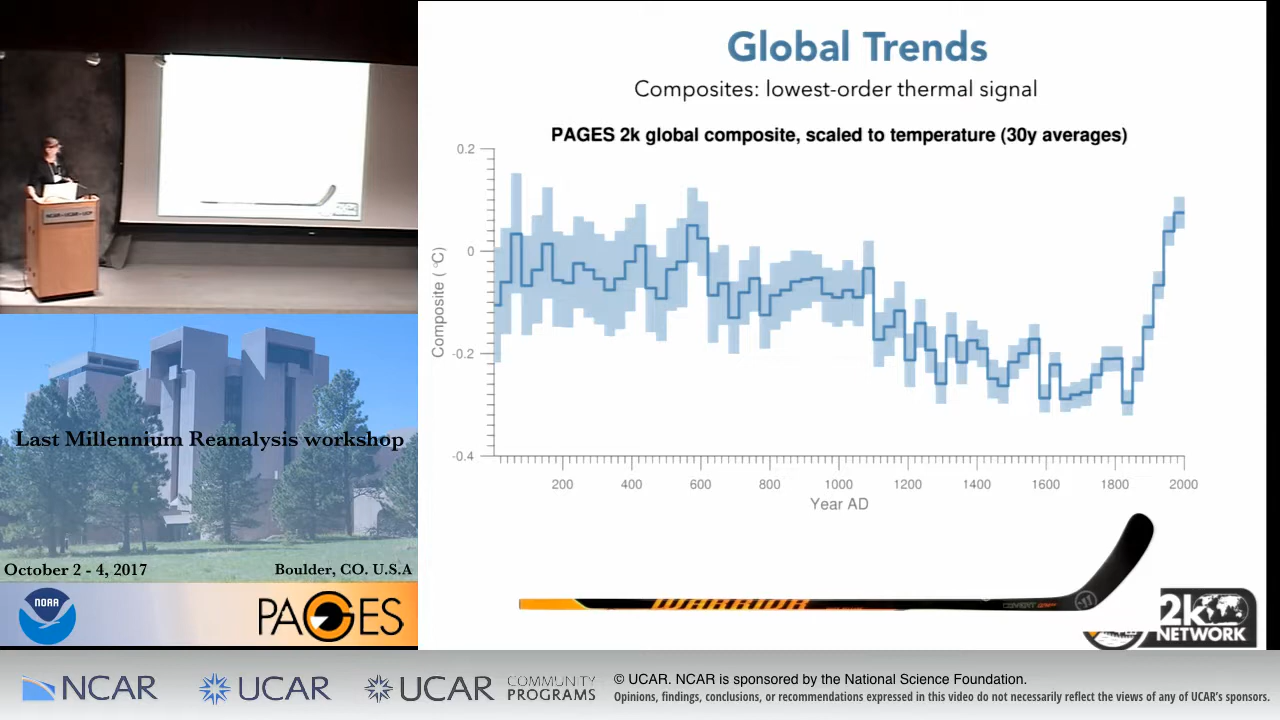 Global Trends
Composites: lowest-order thermal signal
PAGES 2k global composite, scaled to temperature (30y averages)
0.2
0
-0.2
-0.4
Composite ( °C)
200 400 600 800 1000 1200 1400 1600 1800 2000
Year AD
WARRIOR
COVERT
2K
NETWORK
NCAR UCAR UCP
Last Millennium Reanalysis workshop
October 2 - 4, 2017
Boulder, CO. U.S.A
NOAA
PAGES
NCAR
UCAR
UCAR
COMMUNITY
PROGRAMS
© UCAR. NCAR is sponsored by the National Science Foundation.
Opinions, findings, conclusions, or recommendations expressed in this video do not necessarily reflect the views of any of UCAR's sponsors.